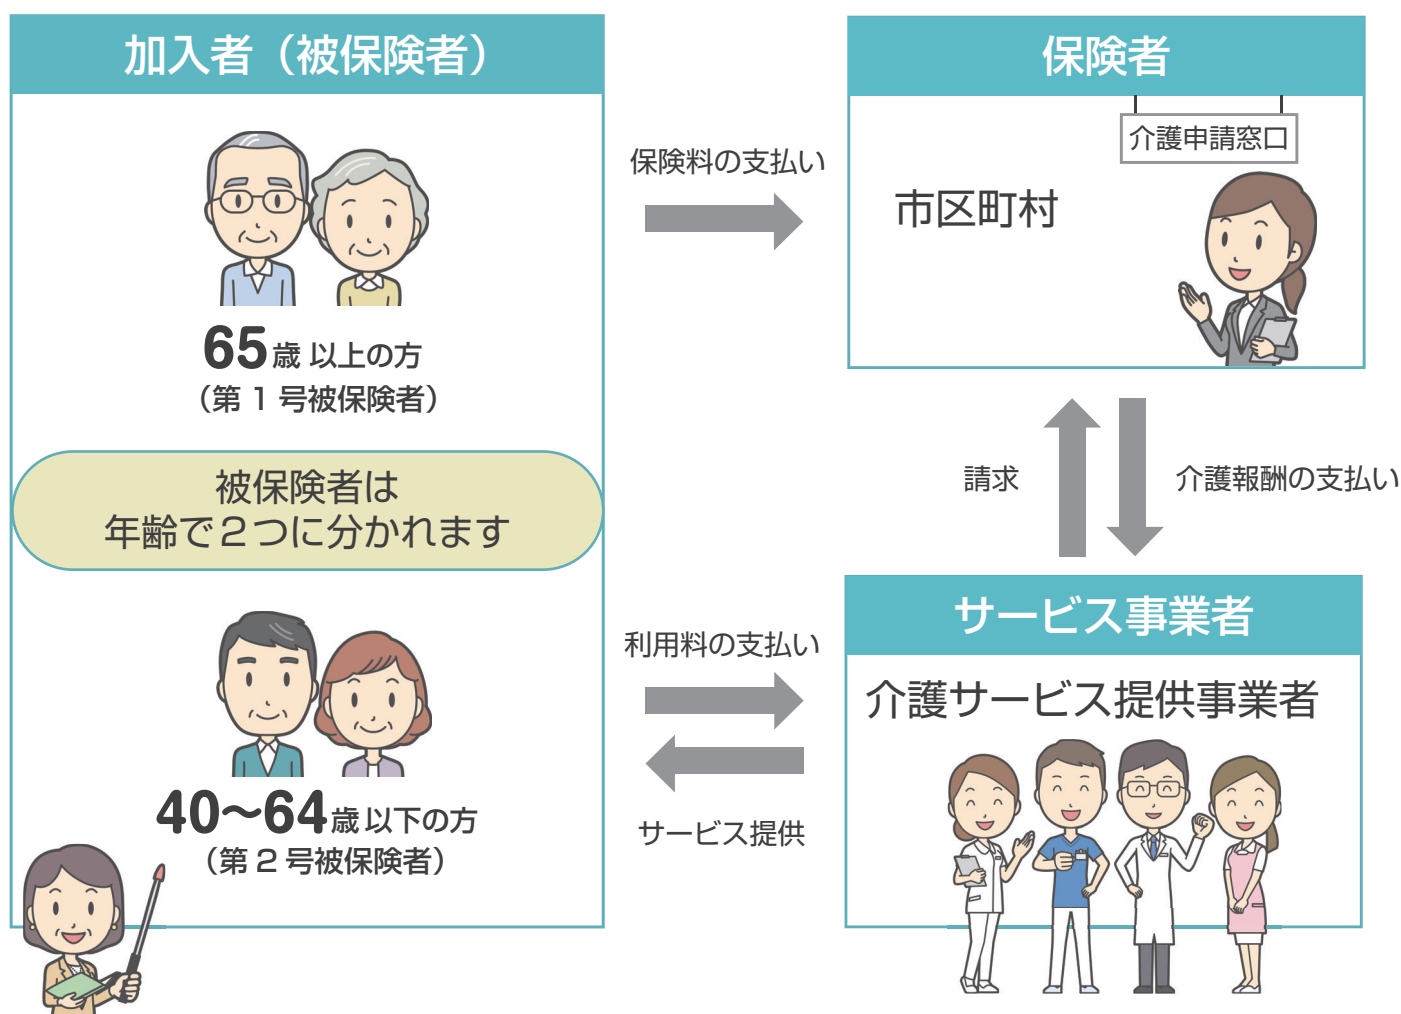 加入者（被保険者）
65歳以上の方
（第1号被保険者）
被保険者は
年齢で2つに分かれます
40〜64歳以下の方
（第2号被保険者）
保険料の支払い
保険者
介護申請窓口
市区町村
請求
介護報酬の支払い
利用料の支払い
サービス提供
サービス事業者
介護サービス提供事業者